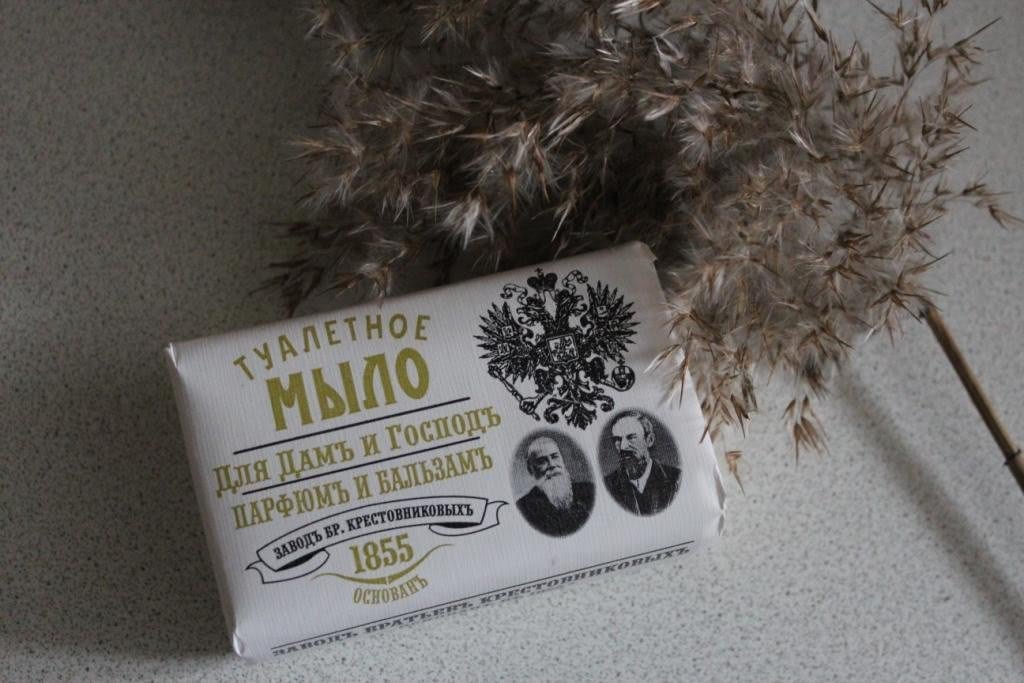 ТУАЛЕТНОЕ
МЫЛО
Для Дамъ и Господъ
ПАРФЮМЪ И БАЛЬЗАМЪ
ЗАВОДЪ БР. КРЕСТОВНИКОВЫХЪ
1855
ОСНОВАНЪ
ЗАВОДЪ БРАТЬЕВЪ КРЕСТОВНИКОВЫХЪ